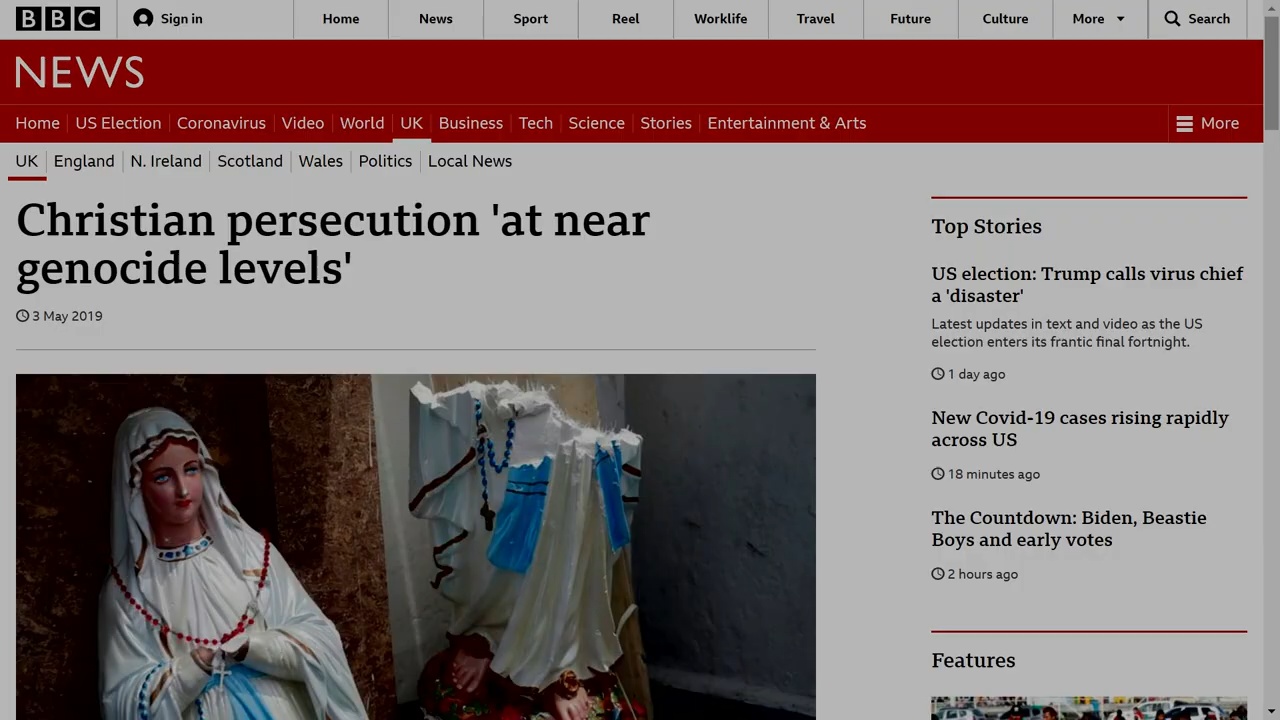 BBC
Sign in
Home
News
Sport
Reel
Worklife
Travel
Future
Culture
More
Search
NEWS
Home
US Election
Coronavirus
Video
World
UK
Business
Tech
Science
Stories
Entertainment & Arts
More
UK
England
N. Ireland
Scotland
Wales
Politics
Local News
Christian persecution 'at near
genocide levels'
3 May 2019
Top Stories
US election: Trump calls virus chief
a 'disaster'
Latest updates in text and video as the US
election enters its frantic final fortnight.
1 day ago
New Covid-19 cases rising rapidly
across US
18 minutes ago
The Countdown: Biden, Beastie
Boys and early votes
2 hours ago
Features